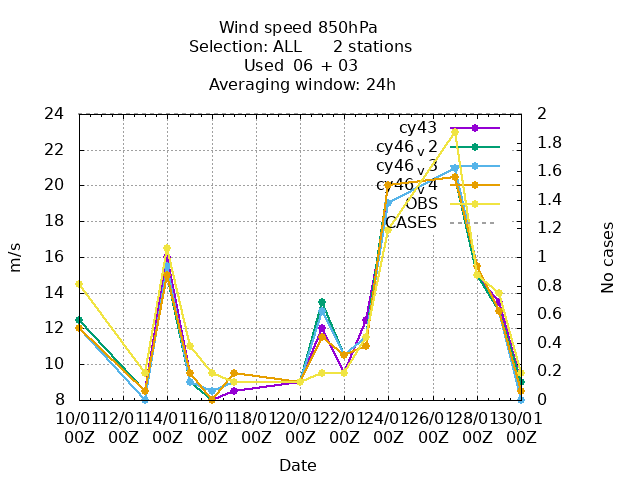 Wind speed 850hPa
Selection: ALL 2 stations
Used 06 + 03
Averaging window: 24h
24 2
22 1.8
20 1.6
18 1.4
16 1.2
14 1
12 0.8
10 0.6
8 0.4
0.2
0
m/s
No cases
cy43
cy46_v2
cy46_v3
cy46_v4
OBS
CASES
10/01 12/01 14/01 16/01 18/01 20/01 22/01 24/01 26/01 28/01 30/01
00Z 00Z 00Z 00Z 00Z 00Z 00Z 00Z 00Z 00Z 00Z
Date